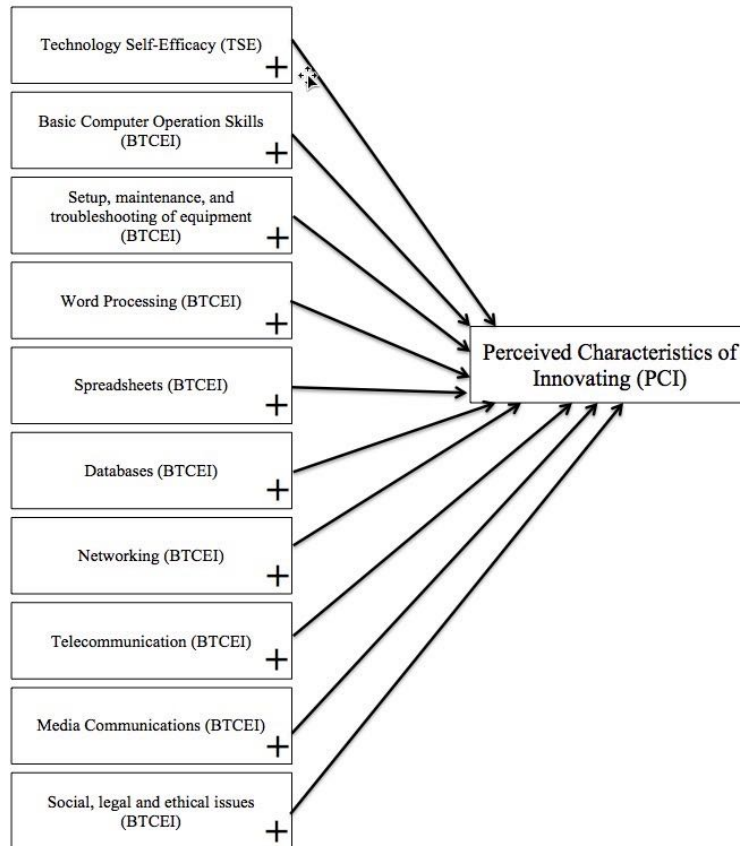 Technology Self-Efficacy (TSE)
+
Basic Computer Operation Skills
(BTCEI)
+
Setup, maintenance, and
troubleshooting of equipment
(BTCEI)
+
Word Processing (BTCEI)
+
Spreadsheets (BTCEI)
+
Databases (BTCEI)
+
Networking (BTCEI)
+
Telecommunication (BTCEI)
+
Media Communications (BTCEI)
+
Social, legal and ethical issues
(BTCEI)
+
Perceived Characteristics of
Innovating (PCI)